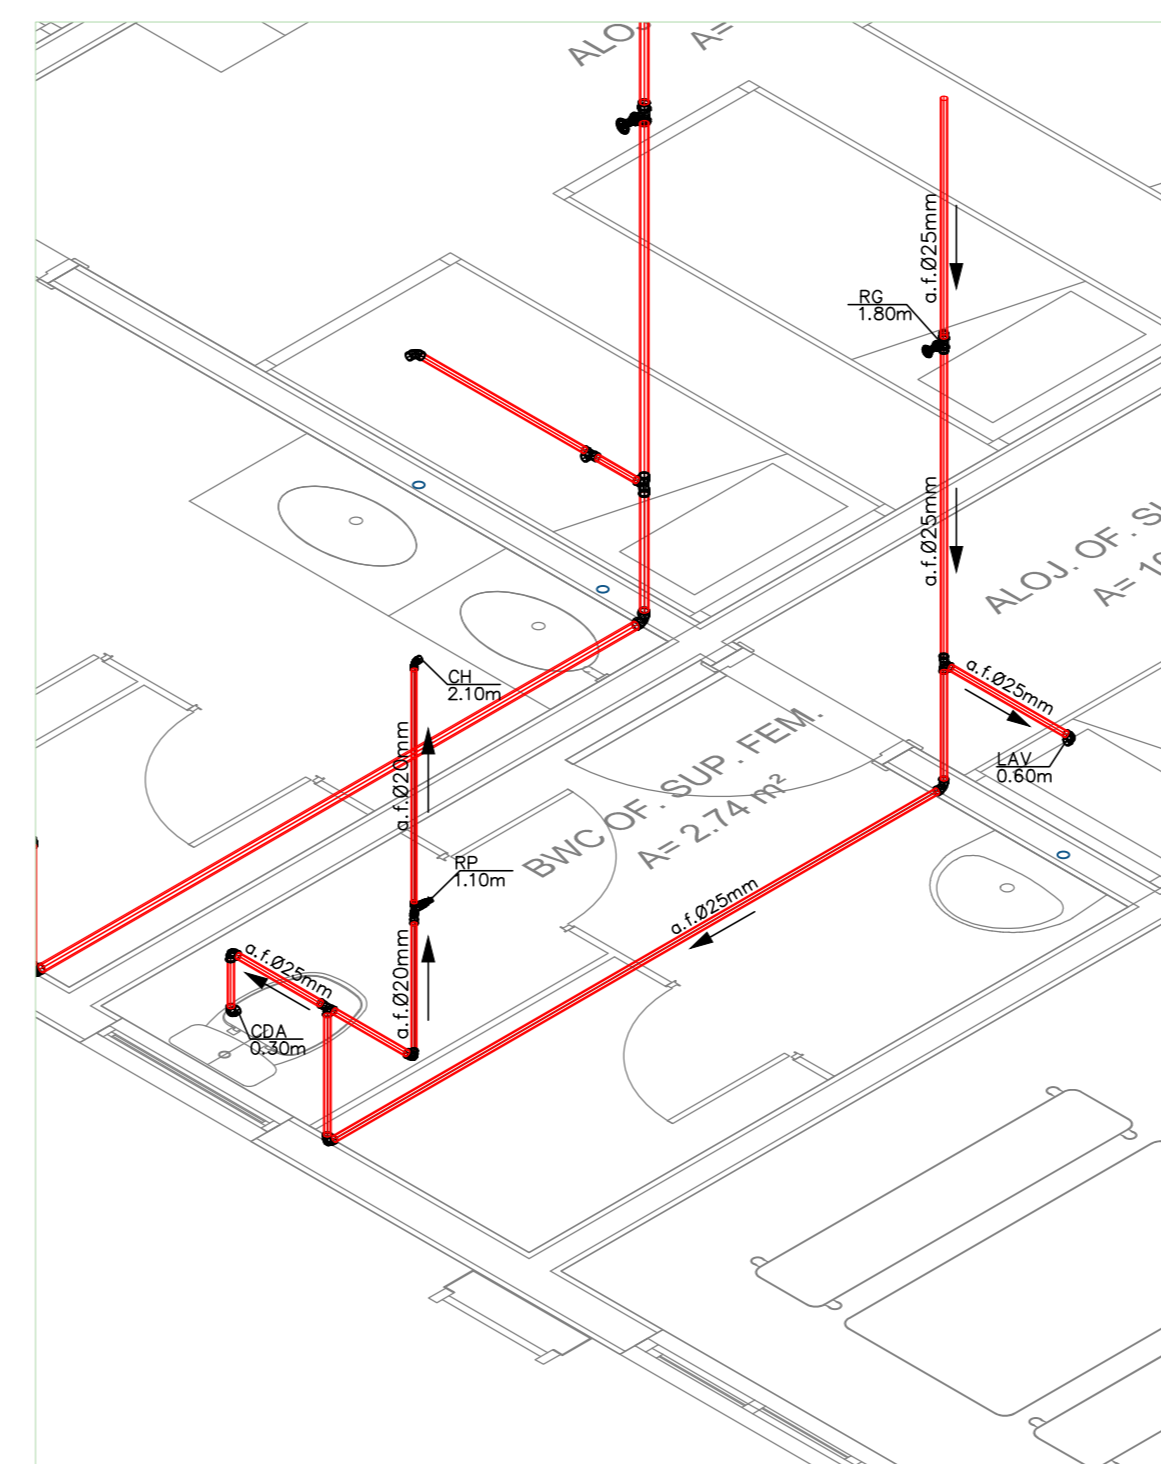 ALO
A=
a.f.Ø25mm
RG
1.80m
a.f.Ø25mm
ALOJ. OF. S
A= 1
a.f.Ø25mm
CH
2.10m
LAV
0.60m
a.f.Ø20mm
BWC OF. SUP. FEM.
A= 2.74 m²
RP
1.10m
a.f.Ø25mm
a.f.Ø25mm
a.f.Ø20mm
CDA
0.30m